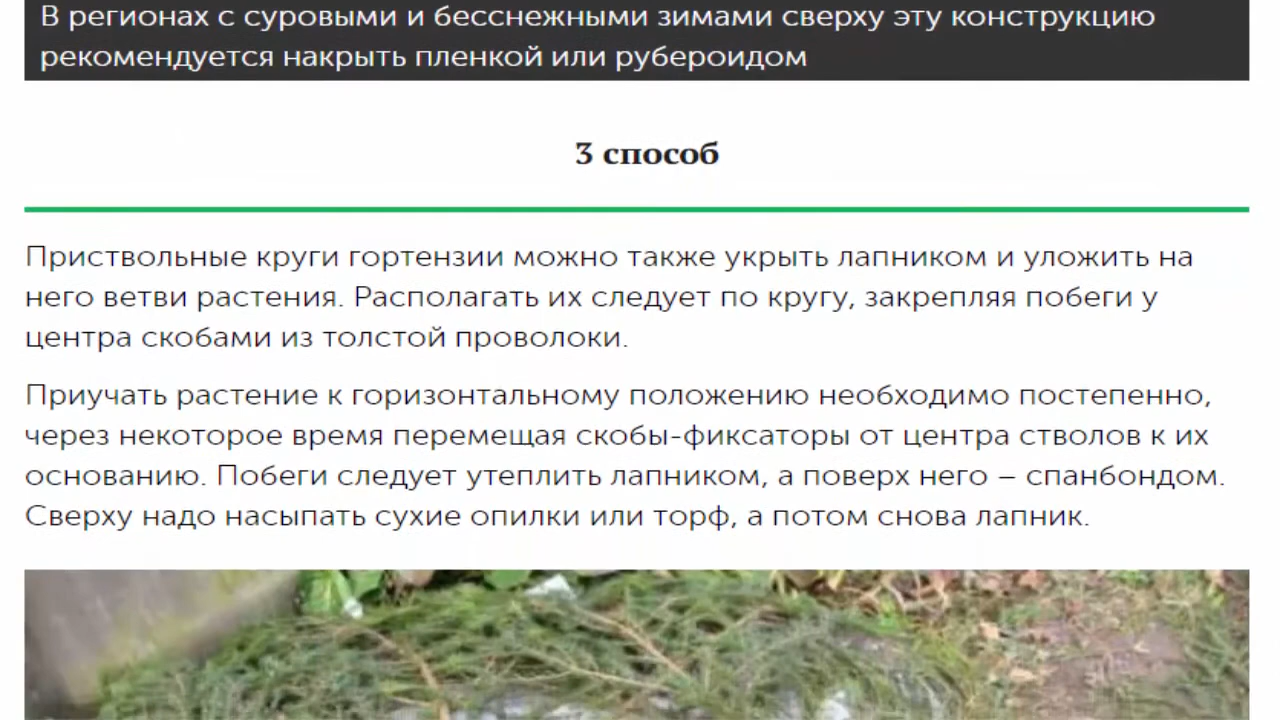 В регионах с суровыми и бесснежными зимами сверху эту конструкцию
рекомендуется накрыть пленкой или рубероидом
3 способ
Приствольные круги гортензии можно также укрыть лапником и уложить на
него ветви растения. Располагать их следует по кругу, закрепляя побеги у
центра скобами из толстой проволоки.
Приучать растение к горизонтальному положению необходимо постепенно,
через некоторое время перемещая скобы-фиксаторы от центра стволов к их
основанию. Побеги следует утеплить лапником, а поверх него – спанбондом.
Сверху надо насыпать сухие опилки или торф, а потом снова лапник.